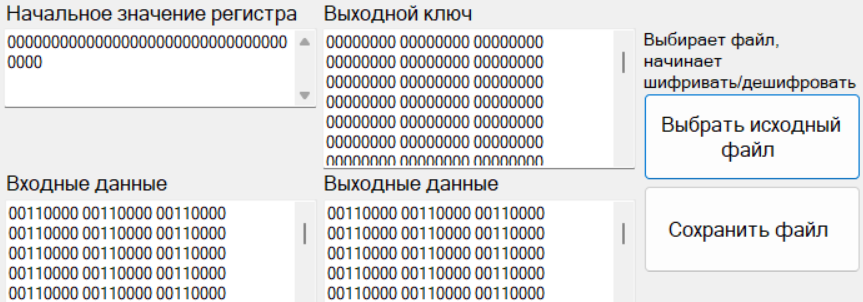 Начальное значение регистра
00000000000000000000000000000000
0000
Выходной ключ
00000000 00000000 00000000
00000000 00000000 00000000
00000000 00000000 00000000
00000000 00000000 00000000
00000000 00000000 00000000
00000000 00000000 00000000
00000000 00000000 00000000
Выбирает файл,
начинает
шифривать/дешифровать
Выбрать исходный
файл
Сохранить файл
Входные данные
00110000 00110000 00110000
00110000 00110000 00110000
00110000 00110000 00110000
00110000 00110000 00110000
00110000 00110000 00110000
Выходные данные
00110000 00110000 00110000
00110000 00110000 00110000
00110000 00110000 00110000
00110000 00110000 00110000
00110000 00110000 00110000